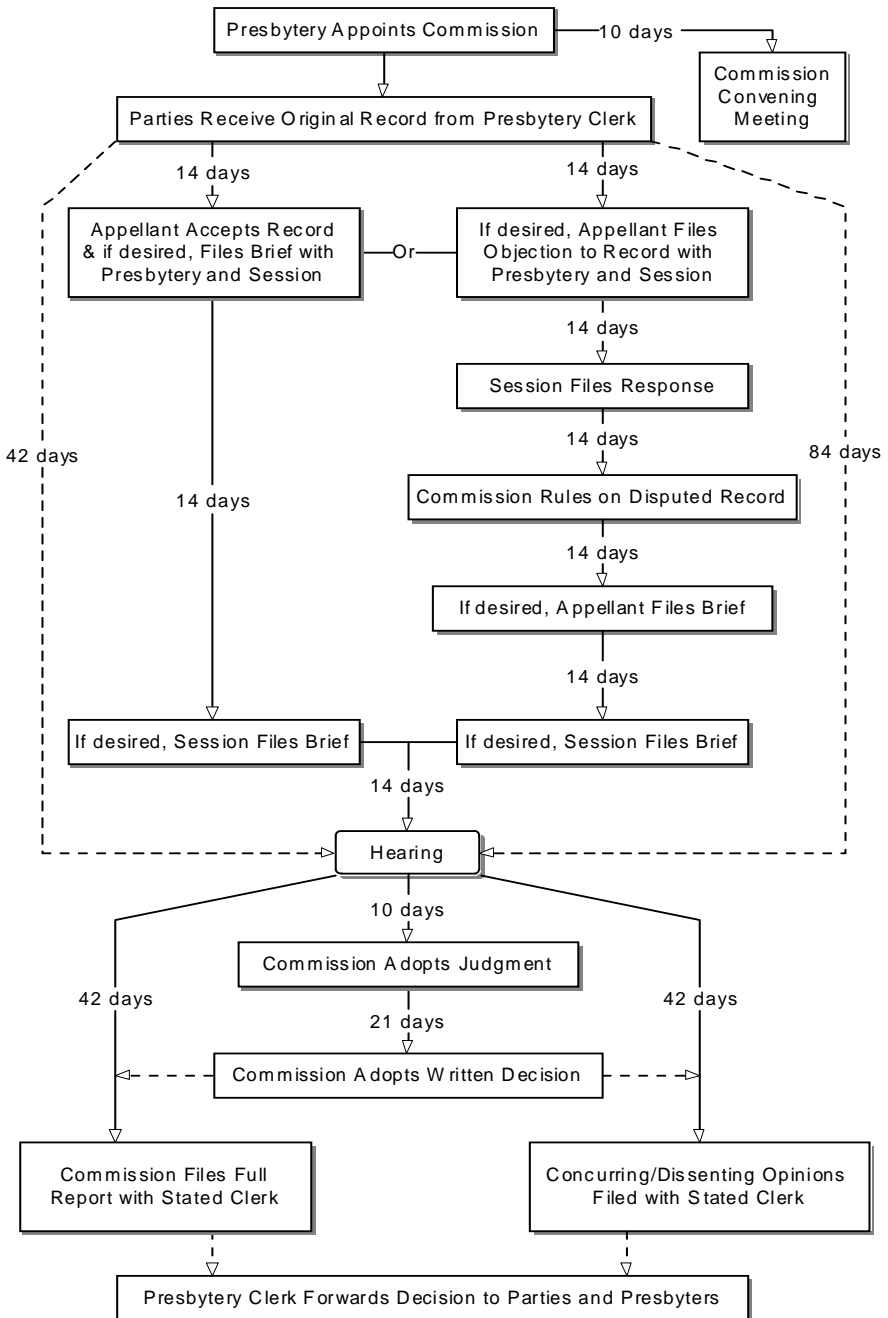 Presbytery Appoints Commission
10 days
Commission
Convening
Meeting
Parties Receive Original Record from Presbytery Clerk
14 days
14 days
Appellant Accepts Record
& if desired, Files Brief with
Presbytery and Session
Or
If desired, Appellant Files
Objection to Record with
Presbytery and Session
14 days
Session Files Response
42 days
14 days
84 days
14 days
Commission Rules on Disputed Record
14 days
If desired, Appellant Files Brief
14 days
If desired, Session Files Brief
If desired, Session Files Brief
14 days
Hearing
10 days
Commission Adopts Judgment
42 days
21 days
42 days
Commission Adopts Written Decision
Commission Files Full
Report with Stated Clerk
Concurring/Dissenting Opinions
Filed with Stated Clerk
Presbytery Clerk Forwards Decision to Parties and Presbyters